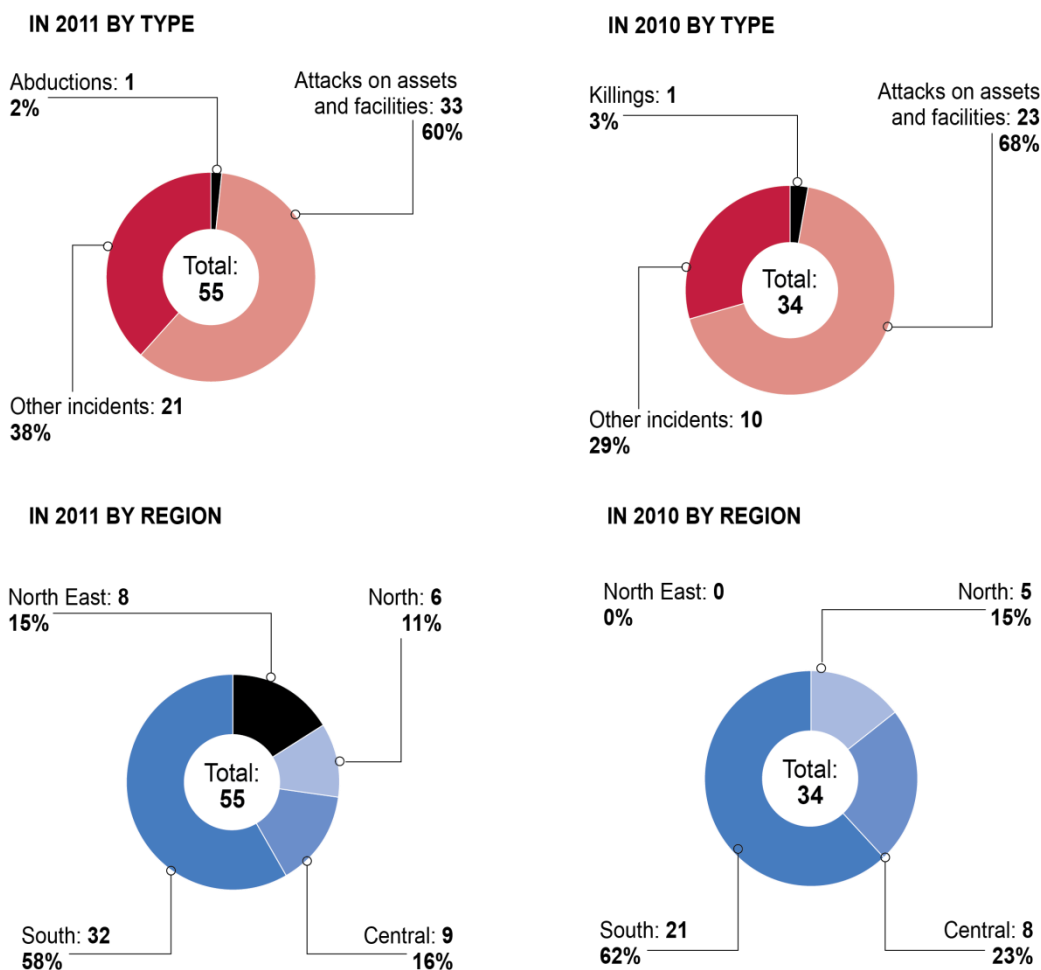 IN 2011 BY TYPE
Abductions: 1
2%
Attacks on assets
and facilities: 33
60%
Total:
55
Other incidents: 21
38%
IN 2010 BY TYPE
Killings: 1
3%
Attacks on assets
and facilities: 23
68%
Total:
34
Other incidents: 10
29%
IN 2011 BY REGION
North East: 8
15%
North: 6
11%
Total:
55
South: 32
58%
Central: 9
16%
IN 2010 BY REGION
North East: 0
0%
North: 5
15%
Total:
34
South: 21
62%
Central: 8
23%